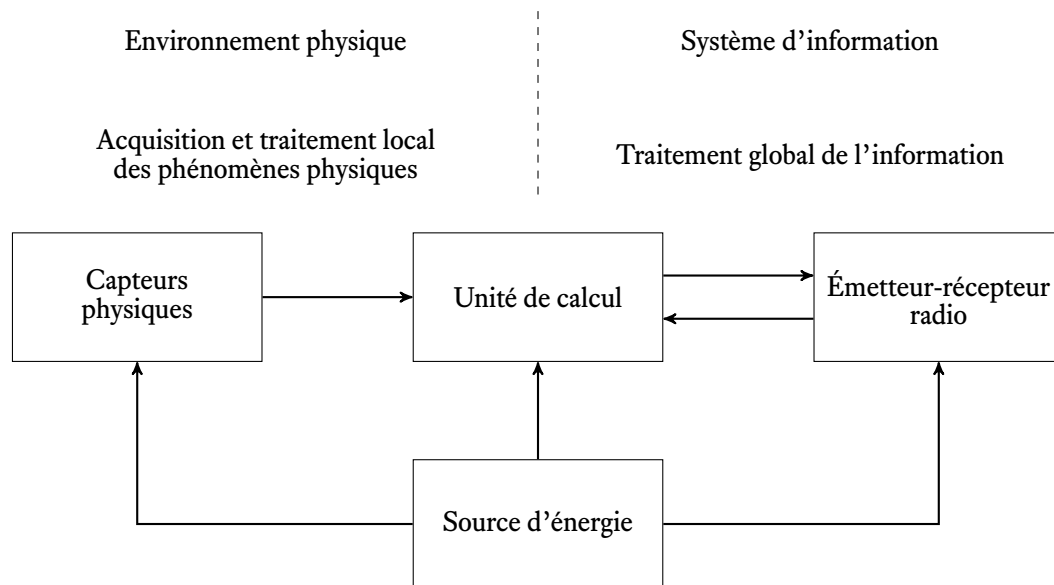 Environnement physique
Système d’information
Acquisition et traitement local
des phénomènes physiques
Traitement global de l’information
Capteurs
physiques
Unité de calcul
Émetteur-récepteur
radio
Source d’énergie